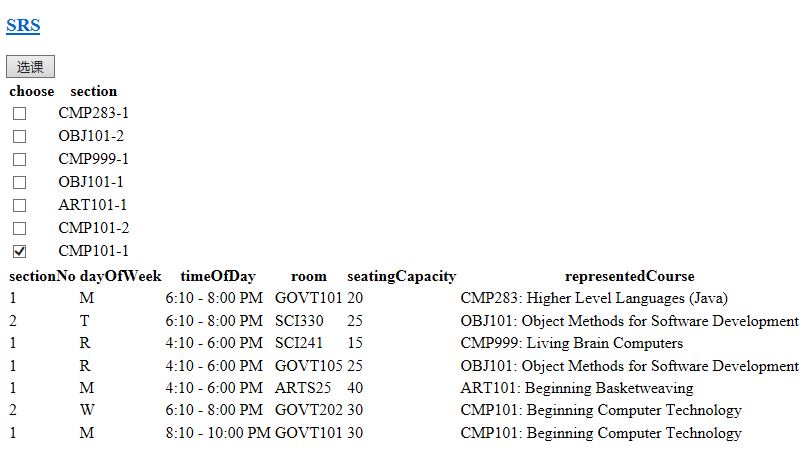 SRS
选课
choose section
CMP283-1
OBJ101-2
CMP999-1
OBJ101-1
ART101-1
CMP101-2
CMP101-1
sectionNo dayOfWeek timeOfDay room seatingCapacity representedCourse
1 M 6:10 - 8:00 PM GOVT101 20 CMP283: Higher Level Languages (Java)
2 T 6:10 - 8:00 PM SCI330 25 OBJ101: Object Methods for Software Development
1 R 4:10 - 6:00 PM SCI241 15 CMP999: Living Brain Computers
1 R 4:10 - 6:00 PM GOVT105 25 OBJ101: Object Methods for Software Development
1 M 4:10 - 6:00 PM ARTS25 40 ART101: Beginning Basketweaving
2 W 6:10 - 8:00 PM GOVT202 30 CMP101: Beginning Computer Technology
1 M 8:10 - 10:00 PM GOVT101 30 CMP101: Beginning Computer Technology